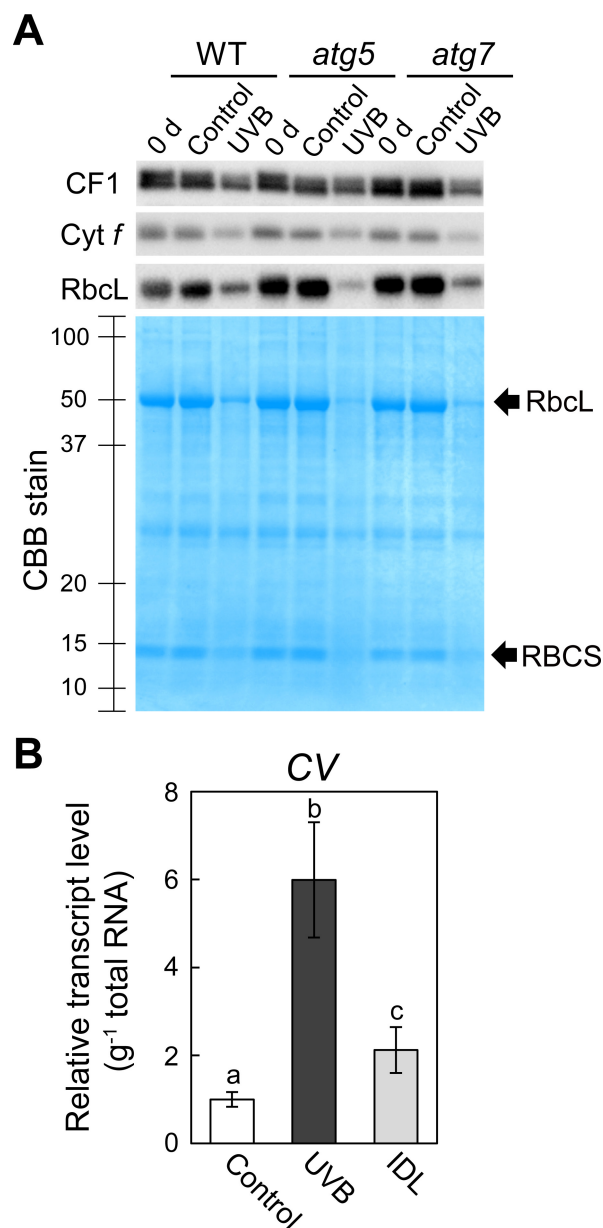 A
WT atg5 atg7
0 d Control UVB 0 d Control UVB 0 d Control UVB
CF1
Cyt f
RbcL
100
50 RbcL
37
CBB stain
20
15 RBCS
10
B
CV
Relative transcript level
(g⁻¹ total RNA)
8
6
4
2
0
a
b
c
Control UVB IDL